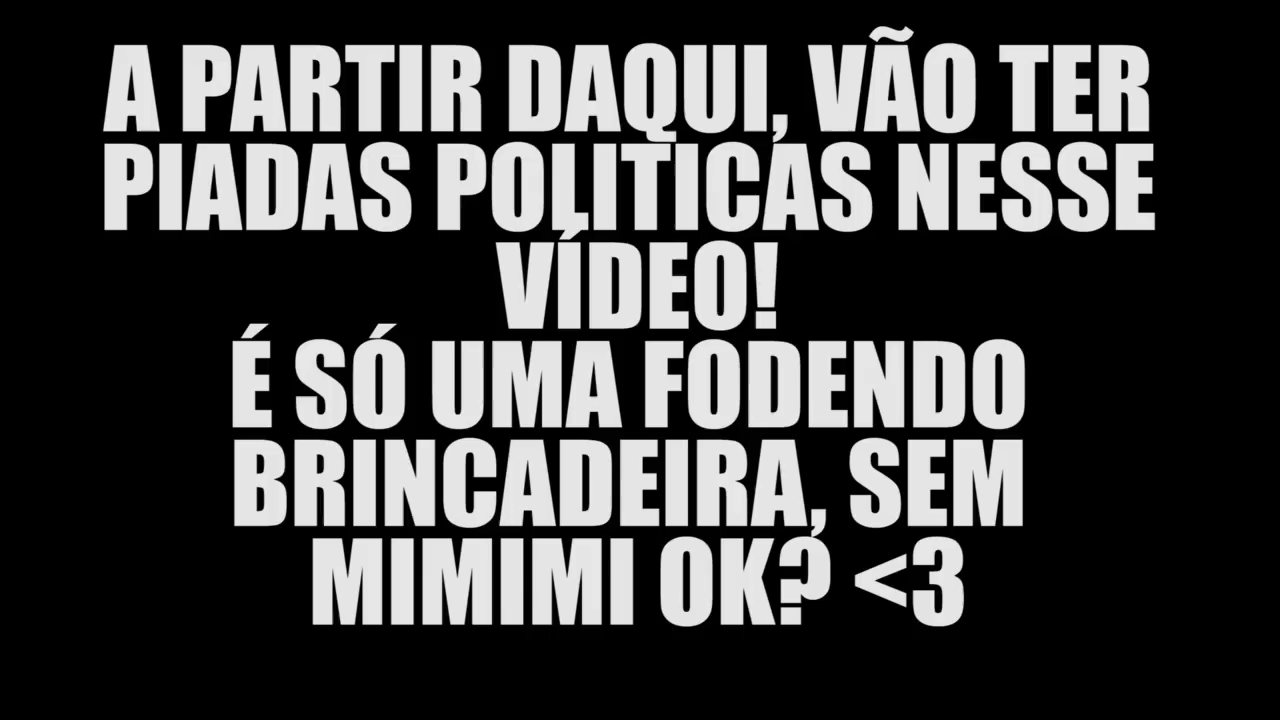 A PARTIR DAQUI, VÃO TER
PIADAS POLITICAS NESSE
VÍDEO!
É SÓ UMA FODENDO
BRINCADEIRA, SEM
MIMIMI OK? <3